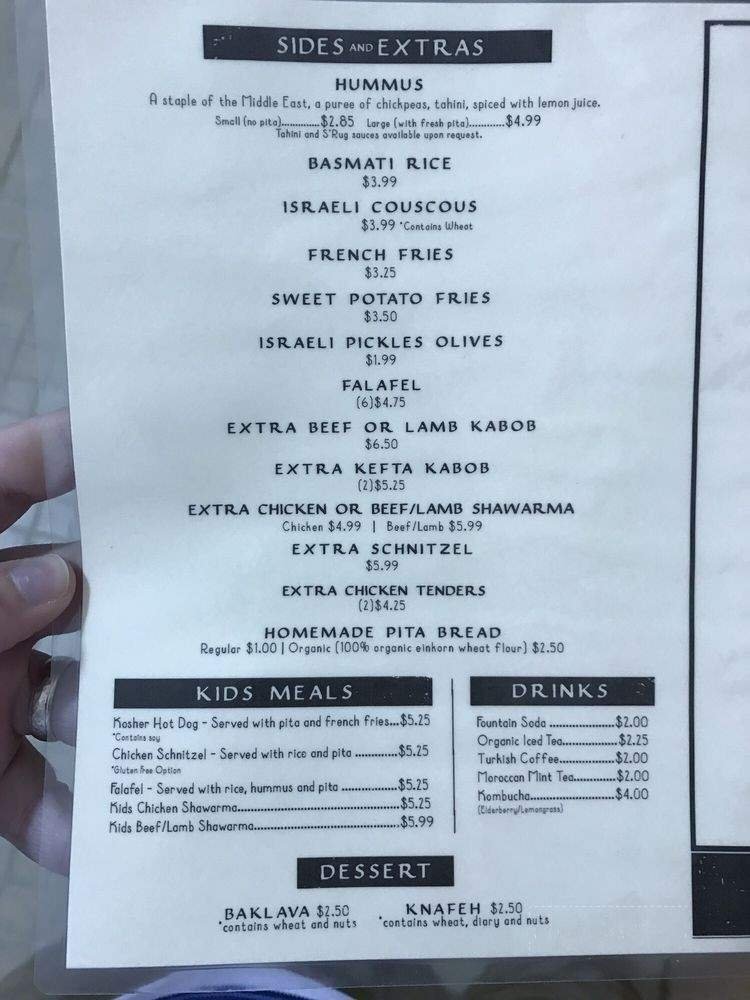 SIDES AND EXTRAS
HUMMUS
A staple of the Middle East, a puree of chickpeas, tahini, spiced with lemon juice.
Small (no pita)..............$2.85 Large (with fresh pita)............$4.99
Tahini and S'Rug sauces available upon request.
BASMATI RICE
$3.99
ISRAELI COUSCOUS
$3.99 *Contains Wheat
FRENCH FRIES
$3.25
SWEET POTATO FRIES
$3.50
ISRAELI PICKLES OLIVES
$1.99
FALAFEL
(6)$4.75
EXTRA BEEF OR LAMB KABOB
$6.50
EXTRA KEFTA KABOB
(2)$5.25
EXTRA CHICKEN OR BEEF/LAMB SHAWARMA
Chicken $4.99 | Beef/Lamb $5.99
EXTRA SCHNITZEL
$5.99
EXTRA CHICKEN TENDERS
(2)$4.25
HOMEMADE PITA BREAD
Regular $1.00 | Organic (100% organic einkorn wheat flour) $2.50
KIDS MEALS
Kosher Hot Dog - Served with pita and french fries...$5.25
*Contains soy
Chicken Schnitzel - Served with rice and pita .............$5.25
*Gluten Free Option
Falafel - Served with rice, hummus and pita .................$5.25
Kids Chicken Shawarma.................................................$5.25
Kids Beef/Lamb Shawarma............................................$5.99
DRINKS
Fountain Soda ....................$2.00
Organic Iced Tea.................$2.25
Turkish Coffee.................$2.00
Moroccan Mint Tea.............$2.00
Kombucha..........................$4.00
(Elderberry/Lemongrass)
DESSERT
BAKLAVA $2.50
*contains wheat and nuts
KNAFEH $2.50
*contains wheat, diary and nuts